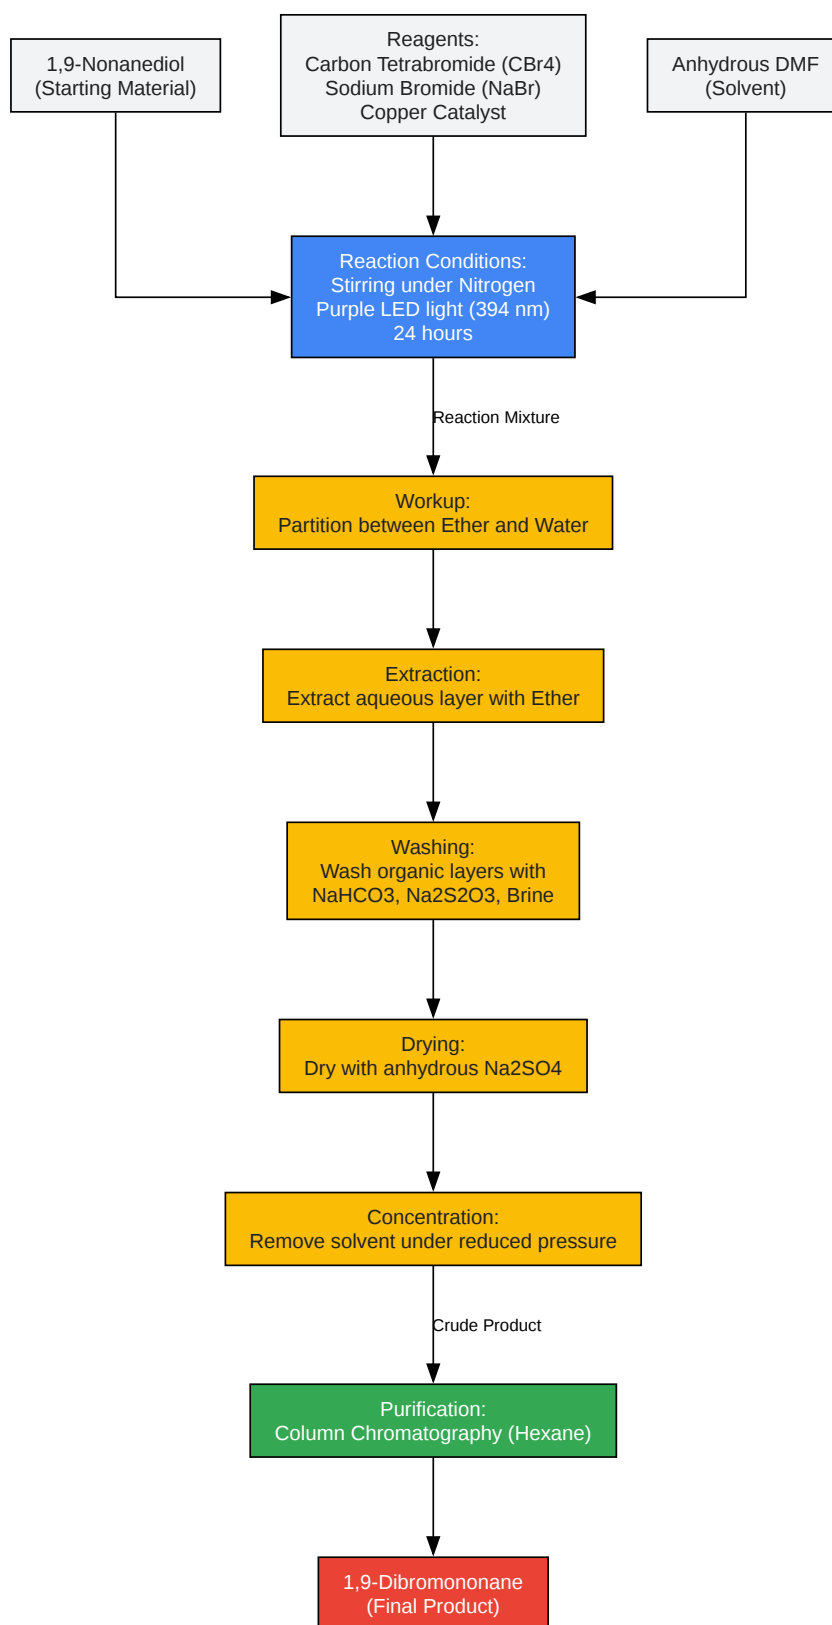 1,9-Nonanediol
(Starting Material)
Reagents:
Carbon Tetrabromide (CBr4)
Sodium Bromide (NaBr)
Copper Catalyst
Anhydrous DMF
(Solvent)
Reaction Conditions:
Stirring under Nitrogen
Purple LED light (394 nm)
24 hours
Reaction Mixture
Workup:
Partition between Ether and Water
Extraction:
Extract aqueous layer with Ether
Washing:
Wash organic layers with
NaHCO3, Na2S2O3, Brine
Drying:
Dry with anhydrous Na2SO4
Concentration:
Remove solvent under reduced pressure
Crude Product
Purification:
Column Chromatography (Hexane)
1,9-Dibromononane
(Final Product)